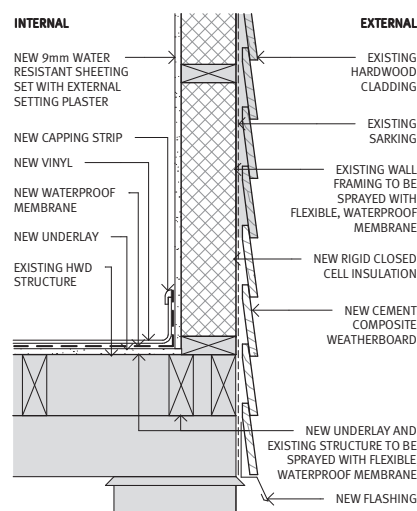 INTERNAL
NEW 9mm WATER
RESISTANT SHEETING
SET WITH EXTERNAL
SETTING PLASTER
NEW CAPPING STRIP
NEW VINYL
NEW WATERPROOF
MEMBRANE
NEW UNDERLAY
EXISTING HWD
STRUCTURE
EXTERNAL
EXISTING
HARDWOOD
CLADDING
EXISTING
SARKING
EXISTING WALL
FRAMING TO BE
SPRAYED WITH
FLEXIBLE, WATERPROOF
MEMBRANE
NEW RIGID CLOSED
CELL INSULATION
NEW CEMENT
COMPOSITE
WEATHERBOARD
NEW UNDERLAY AND
EXISTING STRUCTURE TO BE
SPRAYED WITH FLEXIBLE
WATERPROOF MEMBRANE
NEW FLASHING